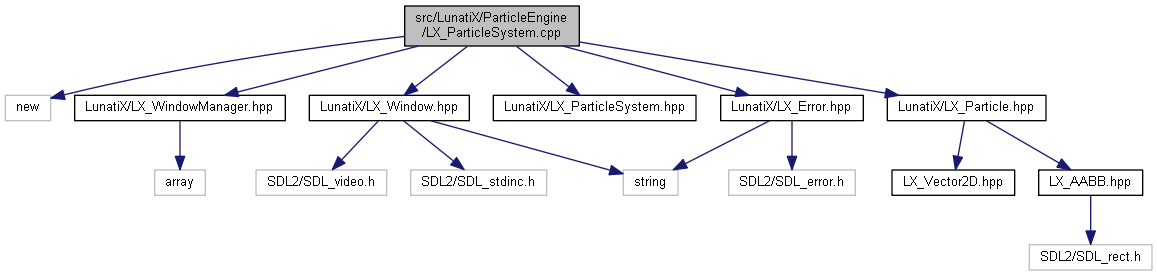 src/LunatiX/ParticleEngine
/LX_ParticleSystem.cpp
new
LunatiX/LX_WindowManager.hpp
LunatiX/LX_Window.hpp
LunatiX/LX_ParticleSystem.hpp
LunatiX/LX_Error.hpp
LunatiX/LX_Particle.hpp
array
SDL2/SDL_video.h
SDL2/SDL_stdinc.h
string
SDL2/SDL_error.h
LX_Vector2D.hpp
LX_AABB.hpp
SDL2/SDL_rect.h